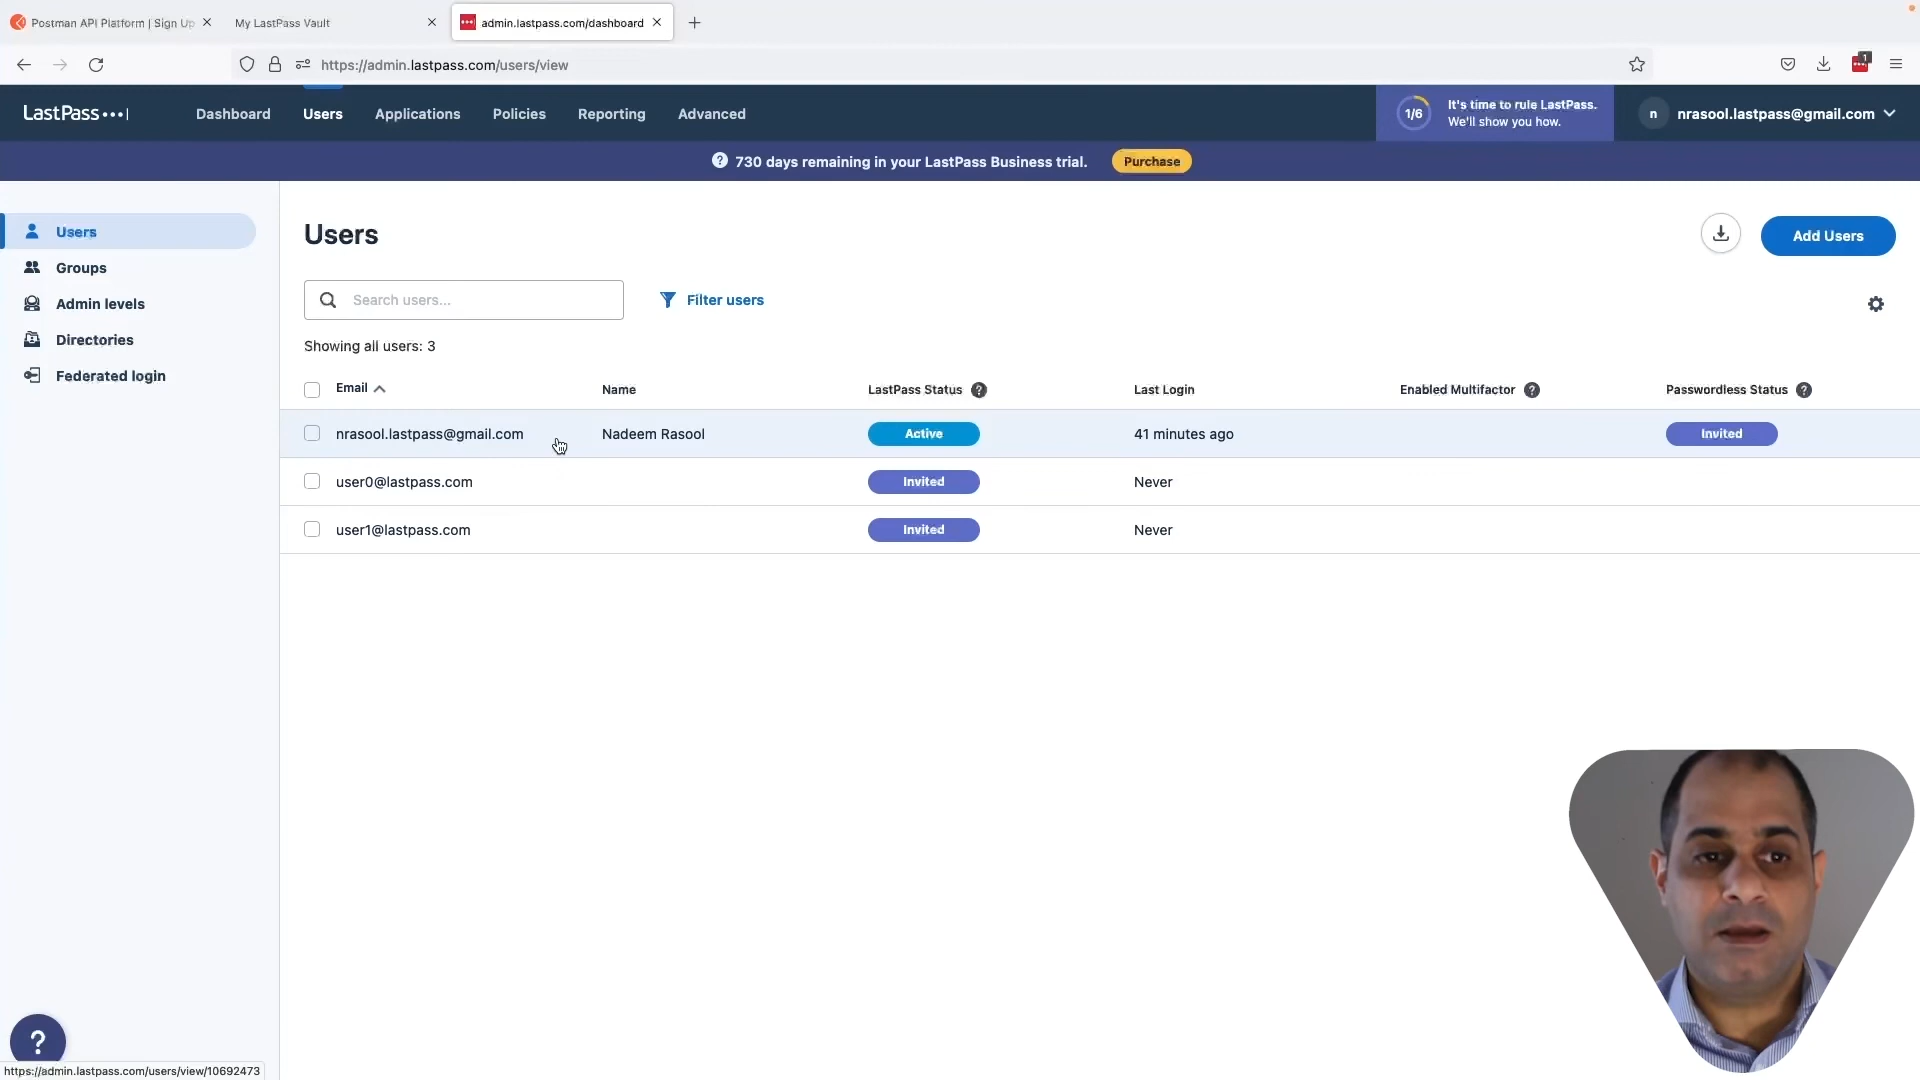 Postman API Platform | Sign Up
My LastPass Vault
admin.lastpass.com/dashboard
https://admin.lastpass.com/users/view
1
LastPass
Dashboard
Users
Applications
Policies
Reporting
Advanced
1/6
It's time to rule LastPass.
We'll show you how.
n
nrasool.lastpass@gmail.com
? 730 days remaining in your LastPass Business trial.
Purchase
Users
Groups
Admin levels
Directories
Federated login
Users
Add Users
Search users...
Filter users
Showing all users: 3
Email Name LastPass Status ? Last Login Enabled Multifactor ? Passwordless Status ?
nrasool.lastpass@gmail.com Nadeem Rasool Active 41 minutes ago Invited
user0@lastpass.com Invited Never
user1@lastpass.com Invited Never
?
https://admin.lastpass.com/users/view/10692473